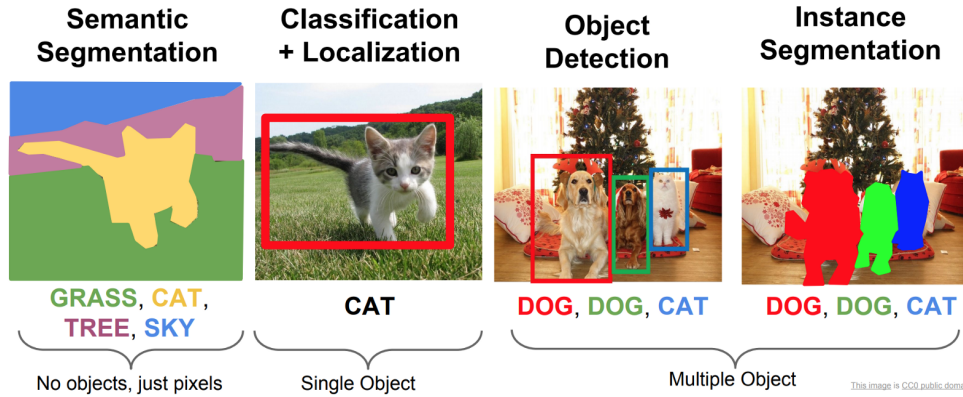 Semantic
Segmentation
Classification
+ Localization
Object
Detection
Instance
Segmentation
GRASS, CAT,
TREE, SKY
CAT
DOG, DOG, CAT
DOG, DOG, CAT
No objects, just pixels
Single Object
Multiple Object
This image is CC0 public doma